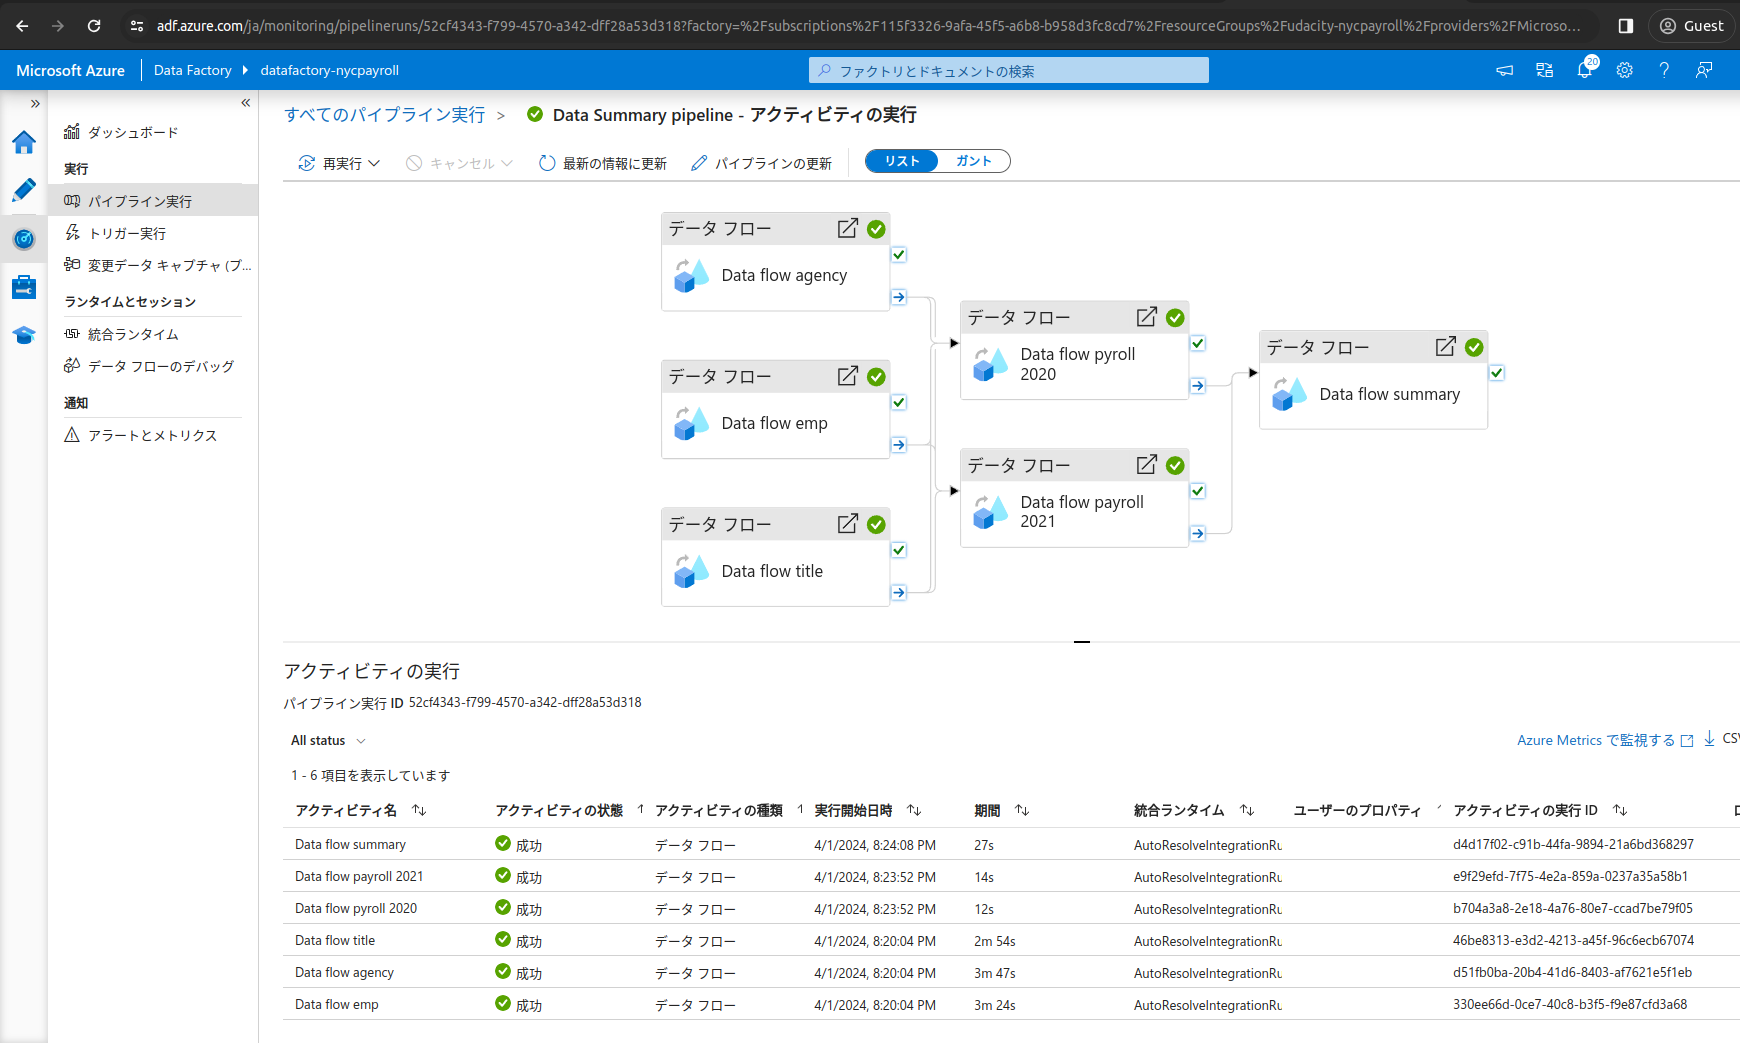 adf.azure.com/ja/monitoring/pipelineruns/52cf4343-f799-4570-a342-dff28a53d318?factory=%2Fsubscriptions%2F115f3326-9afa-45f5-a6b8-b958d3fc8cd7%2FresourceGroups%2Fudacity-nycpayroll%2Fproviders%2FMicroso...
Guest
Microsoft Azure
Data Factory
datafactory-nycpayroll
ファクトリとドキュメントの検索
20
ダッシュボード
実行
パイプライン実行
トリガー実行
変更データ キャプチャ (プ...
ランタイムとセッション
統合ランタイム
データ フローのデバッグ
通知
アラートとメトリクス
すべてのパイプライン実行 > Data Summary pipeline - アクティビティの実行
再実行 キャンセル 最新の情報に更新 パイプラインの更新 リスト ガント
データ フロー
Data flow agency
データ フロー
Data flow emp
データ フロー
Data flow title
データ フロー
Data flow pyroll
2020
データ フロー
Data flow payroll
2021
データ フロー
Data flow summary
アクティビティの実行
パイプライン実行 ID 52cf4343-f799-4570-a342-dff28a53d318
All status
Azure Metrics で監視する CSV
1 - 6 項目を表示しています
アクティビティ名 アクティビティの状態 アクティビティの種類 実行開始日時 期間 統合ランタイム ユーザーのプロパティ アクティビティの実行 ID
Data flow summary 成功 データ フロー 4/1/2024, 8:24:08 PM 27s AutoResolveIntegrationRu d4d17f02-c91b-44fa-9894-21a6bd368297
Data flow payroll 2021 成功 データ フロー 4/1/2024, 8:23:52 PM 14s AutoResolveIntegrationRu e9f29efd-7f75-4e2a-859a-0237a35a58b1
Data flow pyroll 2020 成功 データ フロー 4/1/2024, 8:23:52 PM 12s AutoResolveIntegrationRu b704a3a8-2e18-4a76-80e7-ccad7be79f05
Data flow title 成功 データ フロー 4/1/2024, 8:20:04 PM 2m 54s AutoResolveIntegrationRu 46be8313-e3d2-4213-a45f-96c6ecb67074
Data flow agency 成功 データ フロー 4/1/2024, 8:20:04 PM 3m 47s AutoResolveIntegrationRu d51fb0ba-20b4-41d6-8403-af7621e5f1eb
Data flow emp 成功 データ フロー 4/1/2024, 8:20:04 PM 3m 24s AutoResolveIntegrationRu 330ee66d-0ce7-40c8-b3f5-f9e87cfd3a68